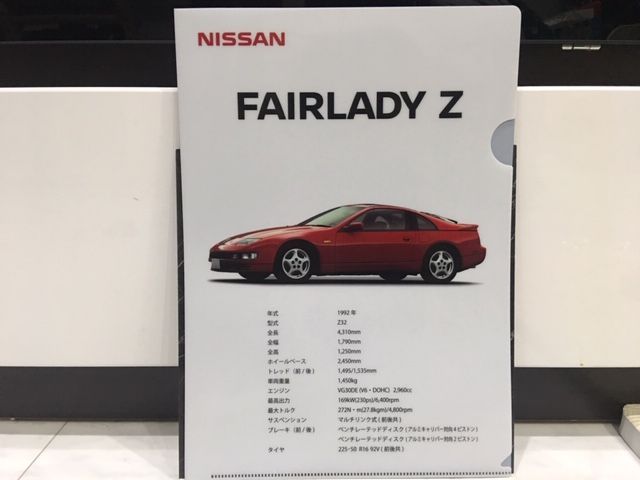 NISSAN
FAIRLADY Z
年式 1992 年
型式 Z32
全長 4,310mm
全幅 1,790mm
全高 1,250mm
ホイールベース 2,450mm
トレッド ( 前 / 後 ) 1,495/1,535mm
車両重量 1,450kg
エンジン VG30DE (V6・DOHC) 2,960cc
最高出力 169kW(230ps)/6,400rpm
最大トルク 272N・m(27.8kgm)/4,800rpm
サスペンション マルチリンク式 ( 前後共 )
ブレーキ ( 前 / 後 ) ベンチレーテッドディスク ( アルミキャリパー対向 4 ピストン )
ベンチレーテッドディスク ( アルミキャリパー対向 2 ピストン )
タイヤ 225-50 R16 92V ( 前後共 )